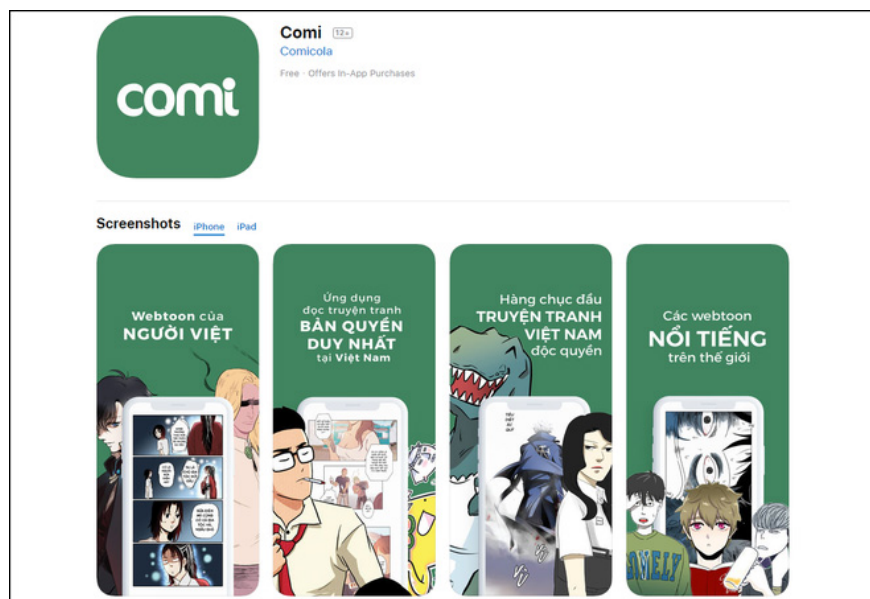 comi
Comi 12+
Comicola
Free · Offers In-App Purchases
Screenshots iPhone iPad
Webtoon của
NGƯỜI VIỆT
Ứng dụng
đọc truyện tranh
BẢN QUYỀN
DUY NHẤT
tại Việt Nam
Hàng chục đầu
TRUYỆN TRANH
VIỆT NAM
độc quyền
Các webtoon
NỔI TIẾNG
trên thế giới